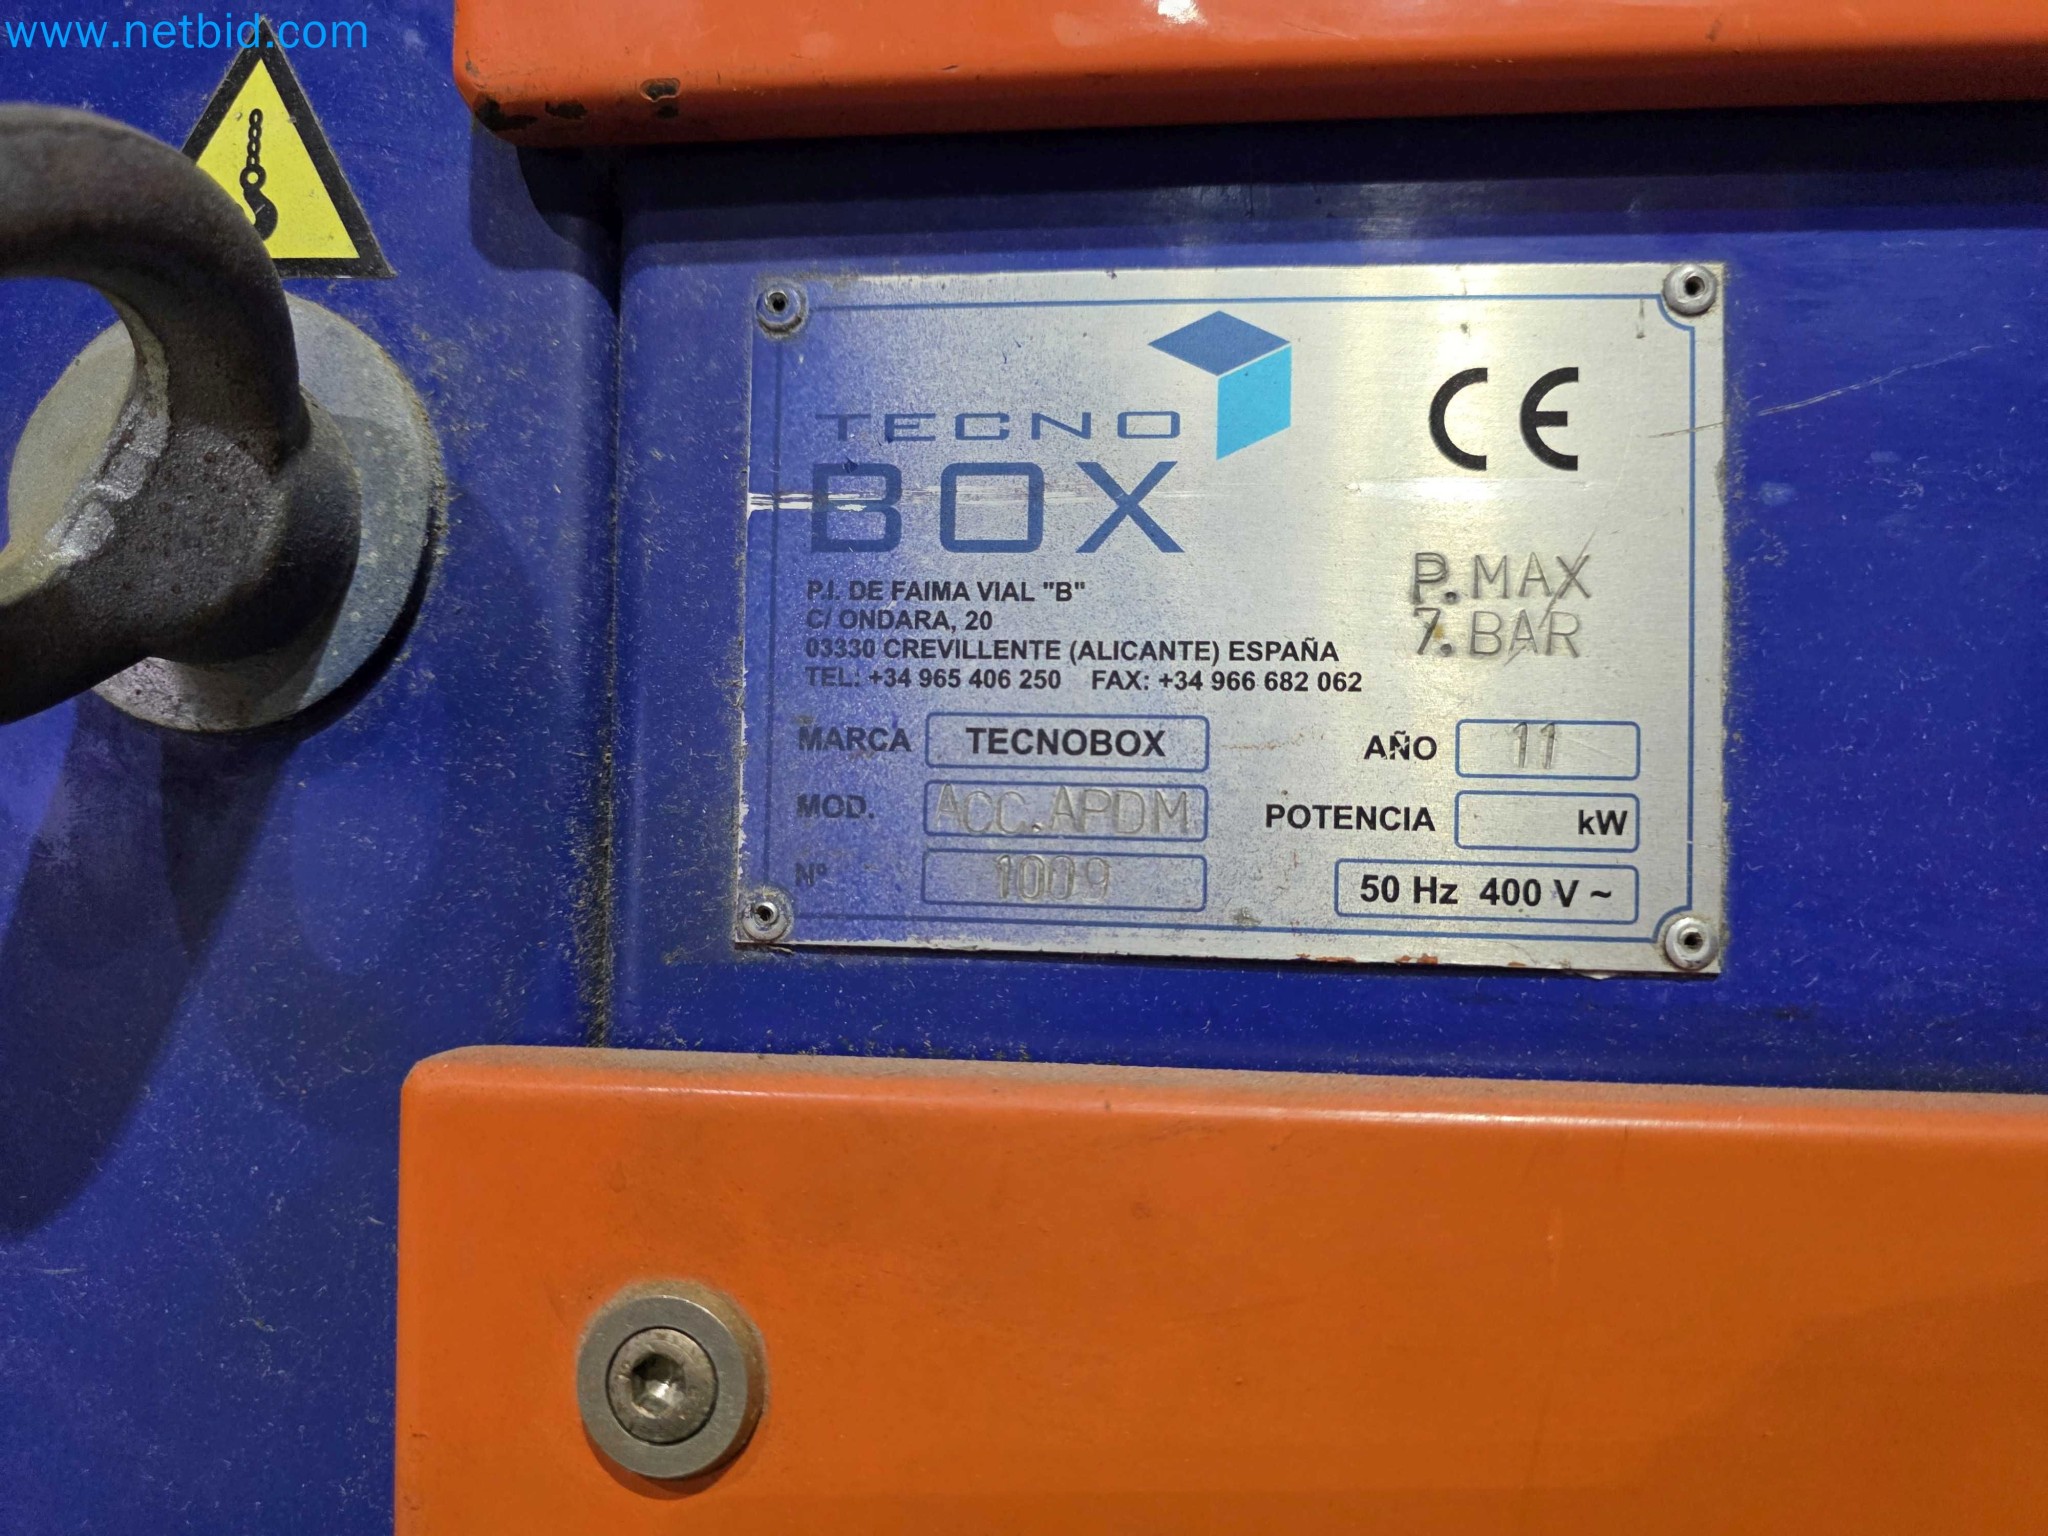 www.netbid.com
TECNO
BOX
CE
P.I. DE FAIMA VIAL "B"
C/ ONDARA, 20
03330 CREVILLENTE (ALICANTE) ESPAÑA
TEL: +34 965 406 250 FAX: +34 966 682 062
P.MAX
7.BAR
MARCA TECNOBOX
AÑO 11
MOD. ACC.APDM
POTENCIA kW
Nº 1009
50 Hz 400 V ~